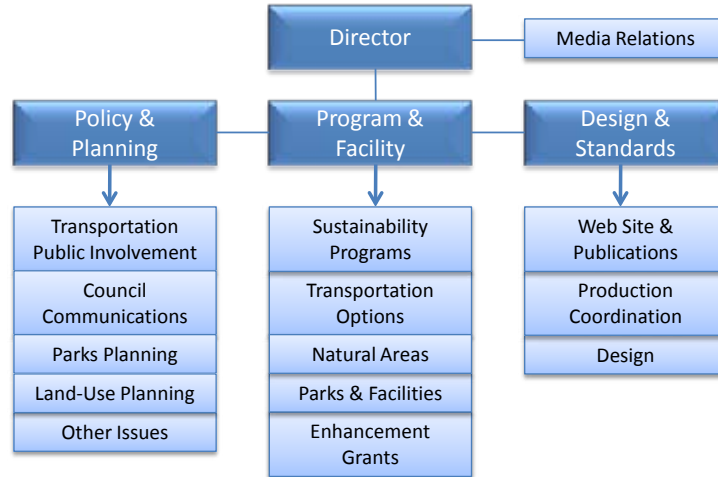 Director
Media Relations
Policy &
Planning
Program &
Facility
Design &
Standards
Transportation
Public Involvement
Council
Communications
Parks Planning
Land-Use Planning
Other Issues
Sustainability
Programs
Transportation
Options
Natural Areas
Parks & Facilities
Enhancement
Grants
Web Site &
Publications
Production
Coordination
Design